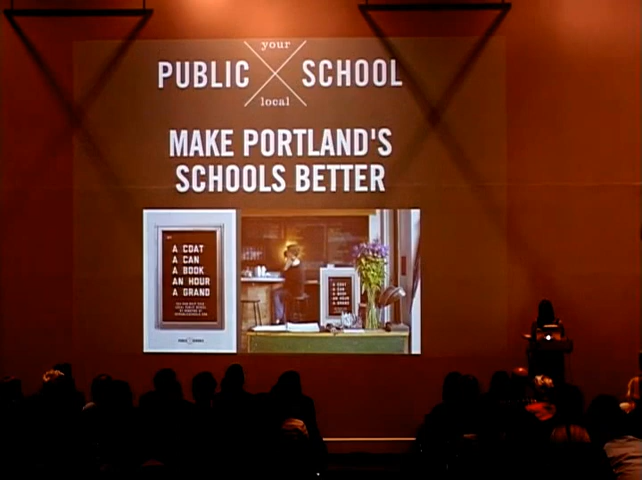 your
PUBLIC SCHOOL
local
MAKE PORTLAND'S
SCHOOLS BETTER
A COAT
A CAN
A BOOK
AN HOUR
A GRAND
A COAT
A CAN
A BOOK
AN HOUR
A GRAND